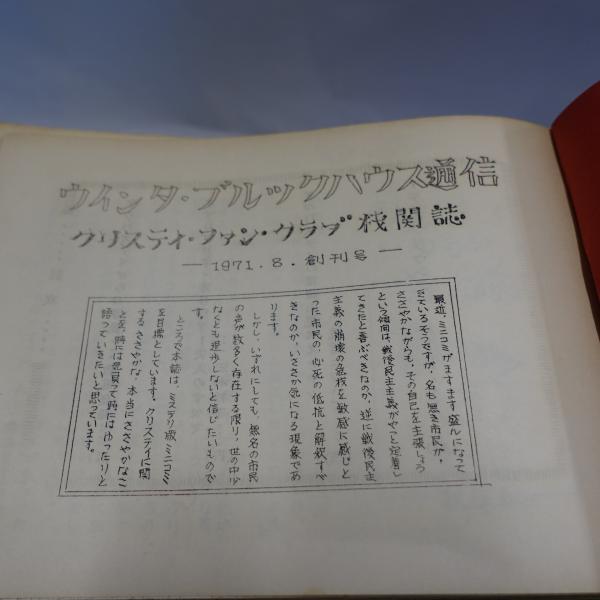 ウインタ・ブルックハウス通信
クリスティ・ファン・クラブ機関誌
— 1971.8.創刊号 —
最近、ミニコミがますます盛んになって
きているそうですが、名も無き市民が、
ささやかながらも、その自己を主張しよう
という傾向は、戦後民主主義がやっと定着し
てきたと喜ぶべきなのか、逆に戦後民主
主義の崩壊の危機を敏感に感じと
った市民の、必死の抵抗と解釈すべ
きなのか、いささか気になる現象であ
ります。
しかし、いずれにしても、無名の市民
の声が数多く存在する限り、世の中少
なくとも退歩しないと信じたいもので
す。
ところで本誌は、ミステリ版ミニコミ
を目標としています。クリスティに関
するささやかな、本当にささやかなこ
とを、時には気負って時にはゆったりと
語っていきたいと思っています。